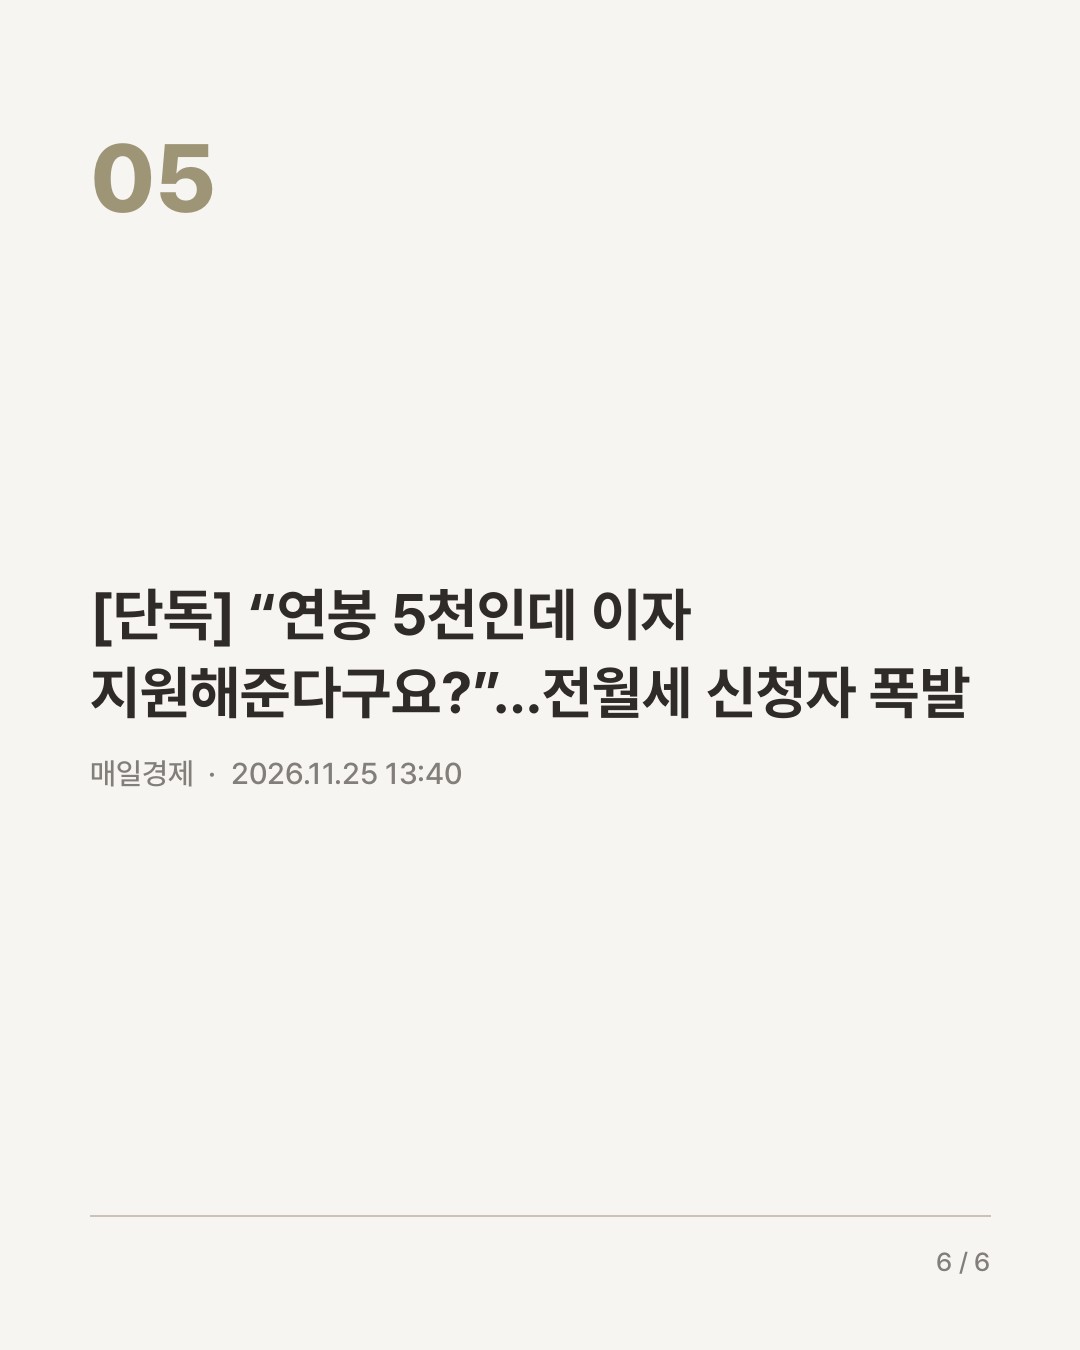 05
[단독] “연봉 5천인데 이자
지원해준다구요?”…전월세 신청자 폭발
매일경제 · 2026.11.25 13:40
6 / 6